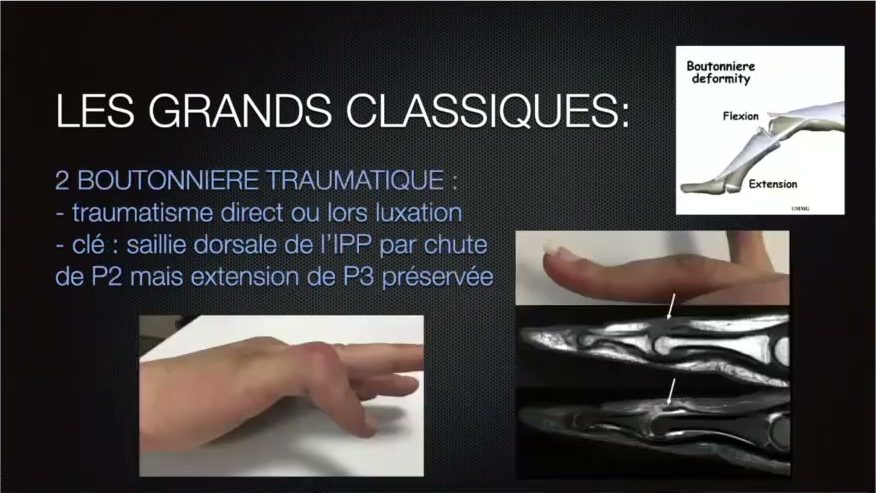 LES GRANDS CLASSIQUES:
2 BOUTONNIERE TRAUMATIQUE :
- traumatisme direct ou lors luxation
- clé : saillie dorsale de l'IPP par chute
de P2 mais extension de P3 préservée
Boutonniere
deformity
Flexion
Extension
©MMG